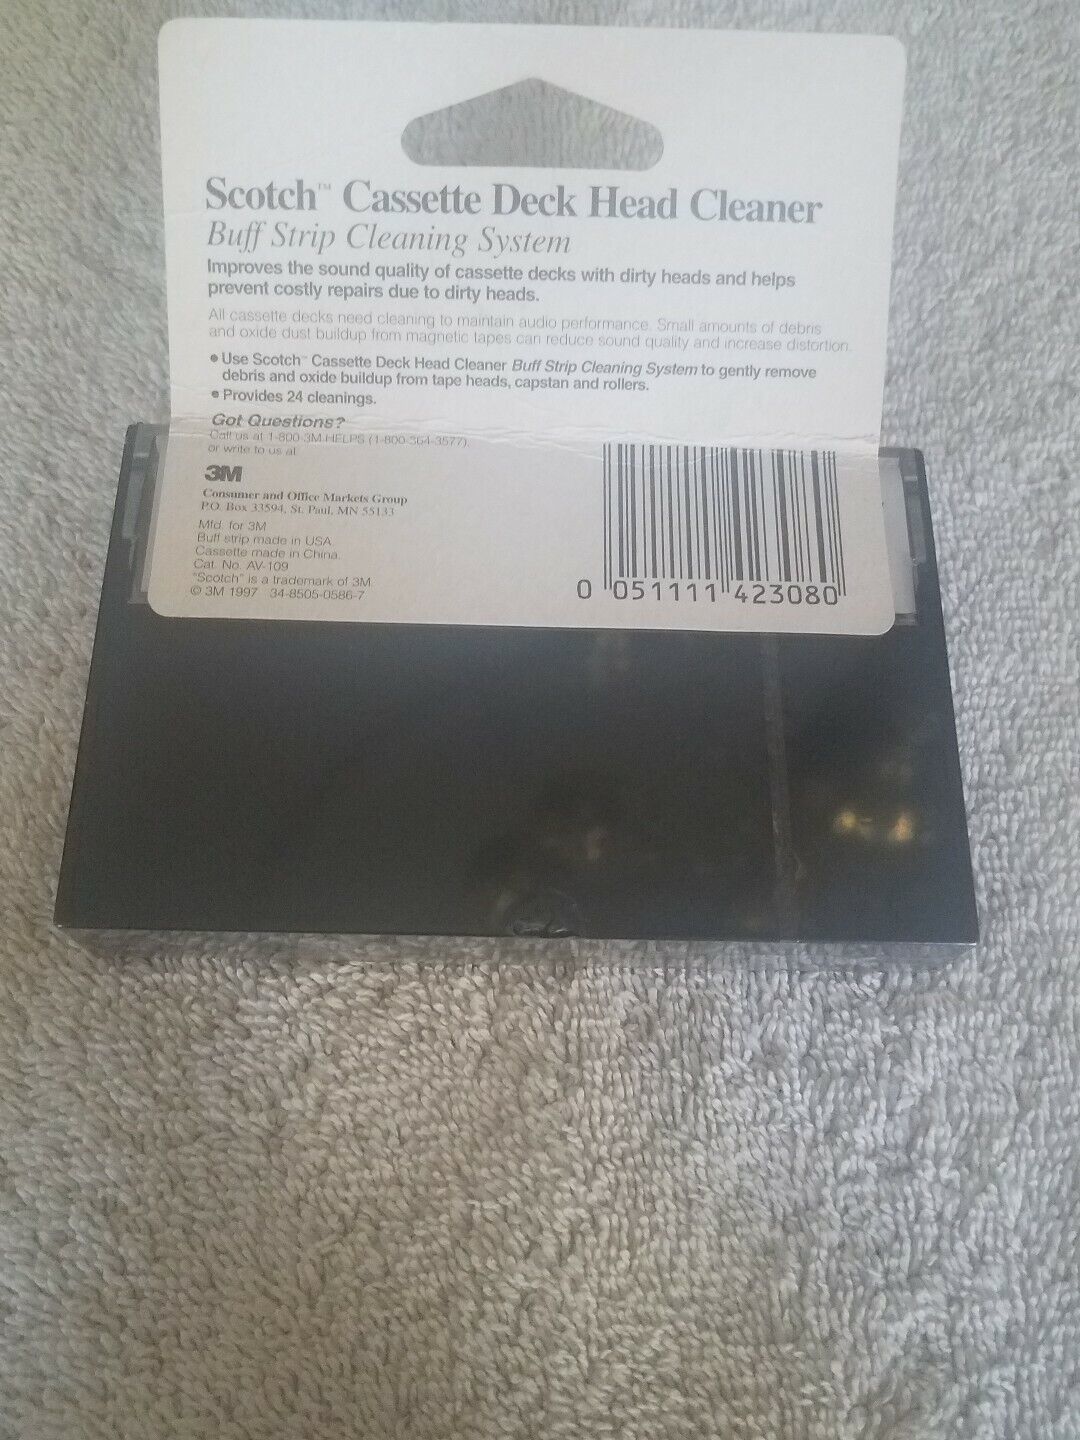 Scotch™ Cassette Deck Head Cleaner
Buff Strip Cleaning System
Improves the sound quality of cassette decks with dirty heads and helps
prevent costly repairs due to dirty heads.
All cassette decks need cleaning to maintain audio performance. Small amounts of debris
and oxide dust buildup from magnetic tapes can reduce sound quality and increase distortion.
• Use Scotch™ Cassette Deck Head Cleaner Buff Strip Cleaning System to gently remove
debris and oxide buildup from tape heads, capstan and rollers.
• Provides 24 cleanings.
Got Questions?
Call us at 1-800-3M HELPS (1-800-364-3577)
or write to us at
3M
Consumer and Office Markets Group
P.O. Box 33594, St. Paul, MN 55133
Mfd. for 3M
Buff strip made in USA.
Cassette made in China.
Cat. No. AV-109
"Scotch" is a trademark of 3M.
© 3M 1997 34-8505-0586-7
0 051111 423080